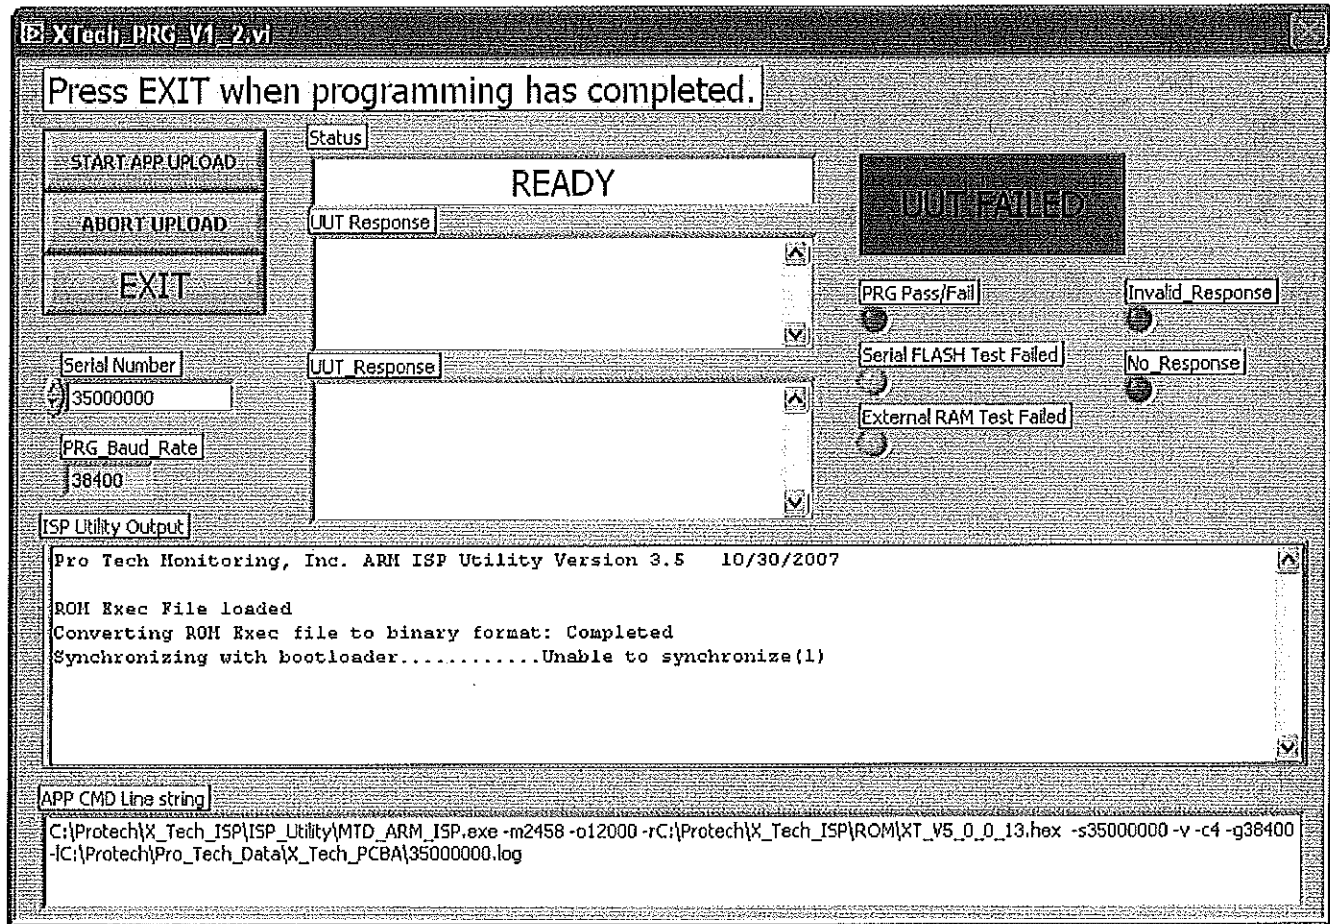 XTech_PRG_V1_2.vi
Press EXIT when programming has completed.
START APP UPLOAD
ABORT UPLOAD
EXIT
Status
READY
UUT Response
UUT_Response
UUT FAILED
PRG Pass/Fail
Invalid_Response
Serial FLASH Test Failed
No_Response
External RAM Test Failed
Serial Number
35000000
PRG_Baud_Rate
38400
ISP Utility Output
Pro Tech Monitoring, Inc. ARM ISP Utility Version 3.5 10/30/2007
ROM Exec File loaded
Converting ROM Exec file to binary format: Completed
Synchronizing with bootloader............Unable to synchronize(1)
APP CMD Line string
C:\Protech\X_Tech_ISP\ISP_Utility\MTD_ARM_ISP.exe -m2458 -o12000 -rC:\Protech\X_Tech_ISP\ROM\XT_V5_0_0_13.hex -s35000000 -v -c4 -g38400
-lC:\Protech\Pro_Tech_Data\X_Tech_PCBA\35000000.log